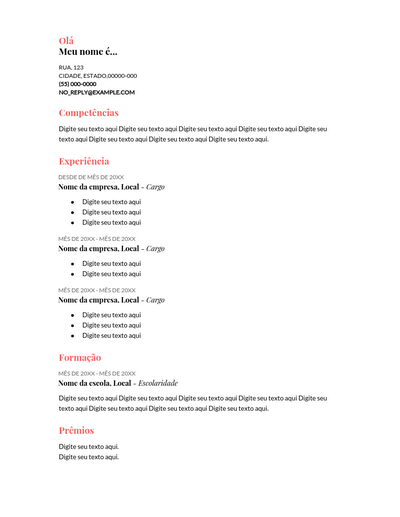 Olá
Meu nome é...
RUA, 123
CIDADE, ESTADO,00000-000
(55) 000-0000
NO_REPLY@EXAMPLE.COM
Competências
Digite seu texto aqui Digite seu texto aqui Digite seu texto aqui Digite seu texto aqui Digite seu
texto aqui Digite seu texto aqui Digite seu texto aqui Digite seu texto aqui.
Experiência
DESDE DE MÊS DE 20XX
Nome da empresa, Local – Cargo
● Digite seu texto aqui
● Digite seu texto aqui
● Digite seu texto aqui
MÊS DE 20XX - MÊS DE 20XX
Nome da empresa, Local – Cargo
● Digite seu texto aqui
● Digite seu texto aqui
MÊS DE 20XX - MÊS DE 20XX
Nome da empresa, Local – Cargo
● Digite seu texto aqui
● Digite seu texto aqui
● Digite seu texto aqui
Formação
MÊS DE 20XX - MÊS DE 20XX
Nome da escola, Local – Escolaridade
Digite seu texto aqui Digite seu texto aqui Digite seu texto aqui Digite seu texto aqui Digite seu
texto aqui Digite seu texto aqui Digite seu texto aqui Digite seu texto aqui.
Prêmios
Digite seu texto aqui.
Digite seu texto aqui.